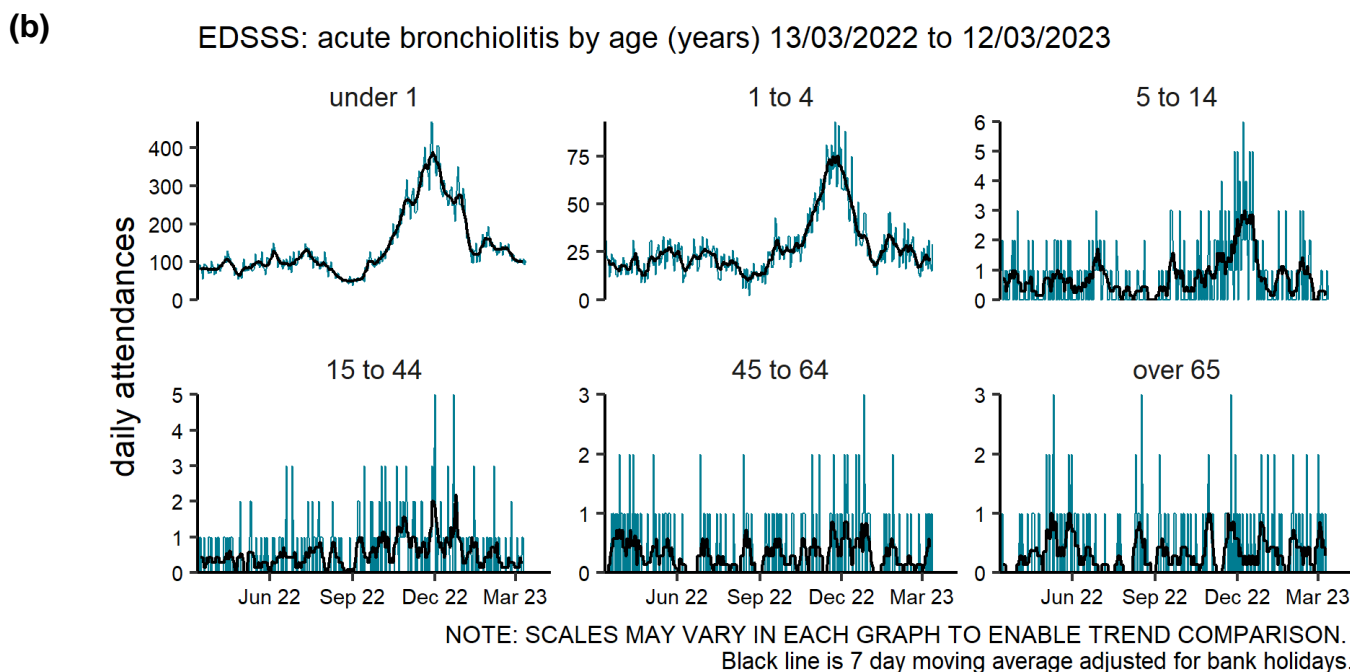 (b)
EDSSS: acute bronchiolitis by age (years) 13/03/2022 to 12/03/2023
under 1
1 to 4
5 to 14
daily attendances
400
300
200
100
0
75
50
25
0
6
5
4
3
2
1
0
15 to 44
45 to 64
over 65
5
4
3
2
1
0
3
2
1
0
3
2
1
0
Jun 22 Sep 22 Dec 22 Mar 23
Jun 22 Sep 22 Dec 22 Mar 23
Jun 22 Sep 22 Dec 22 Mar 23
NOTE: SCALES MAY VARY IN EACH GRAPH TO ENABLE TREND COMPARISON.
Black line is 7 day moving average adjusted for bank holidays.